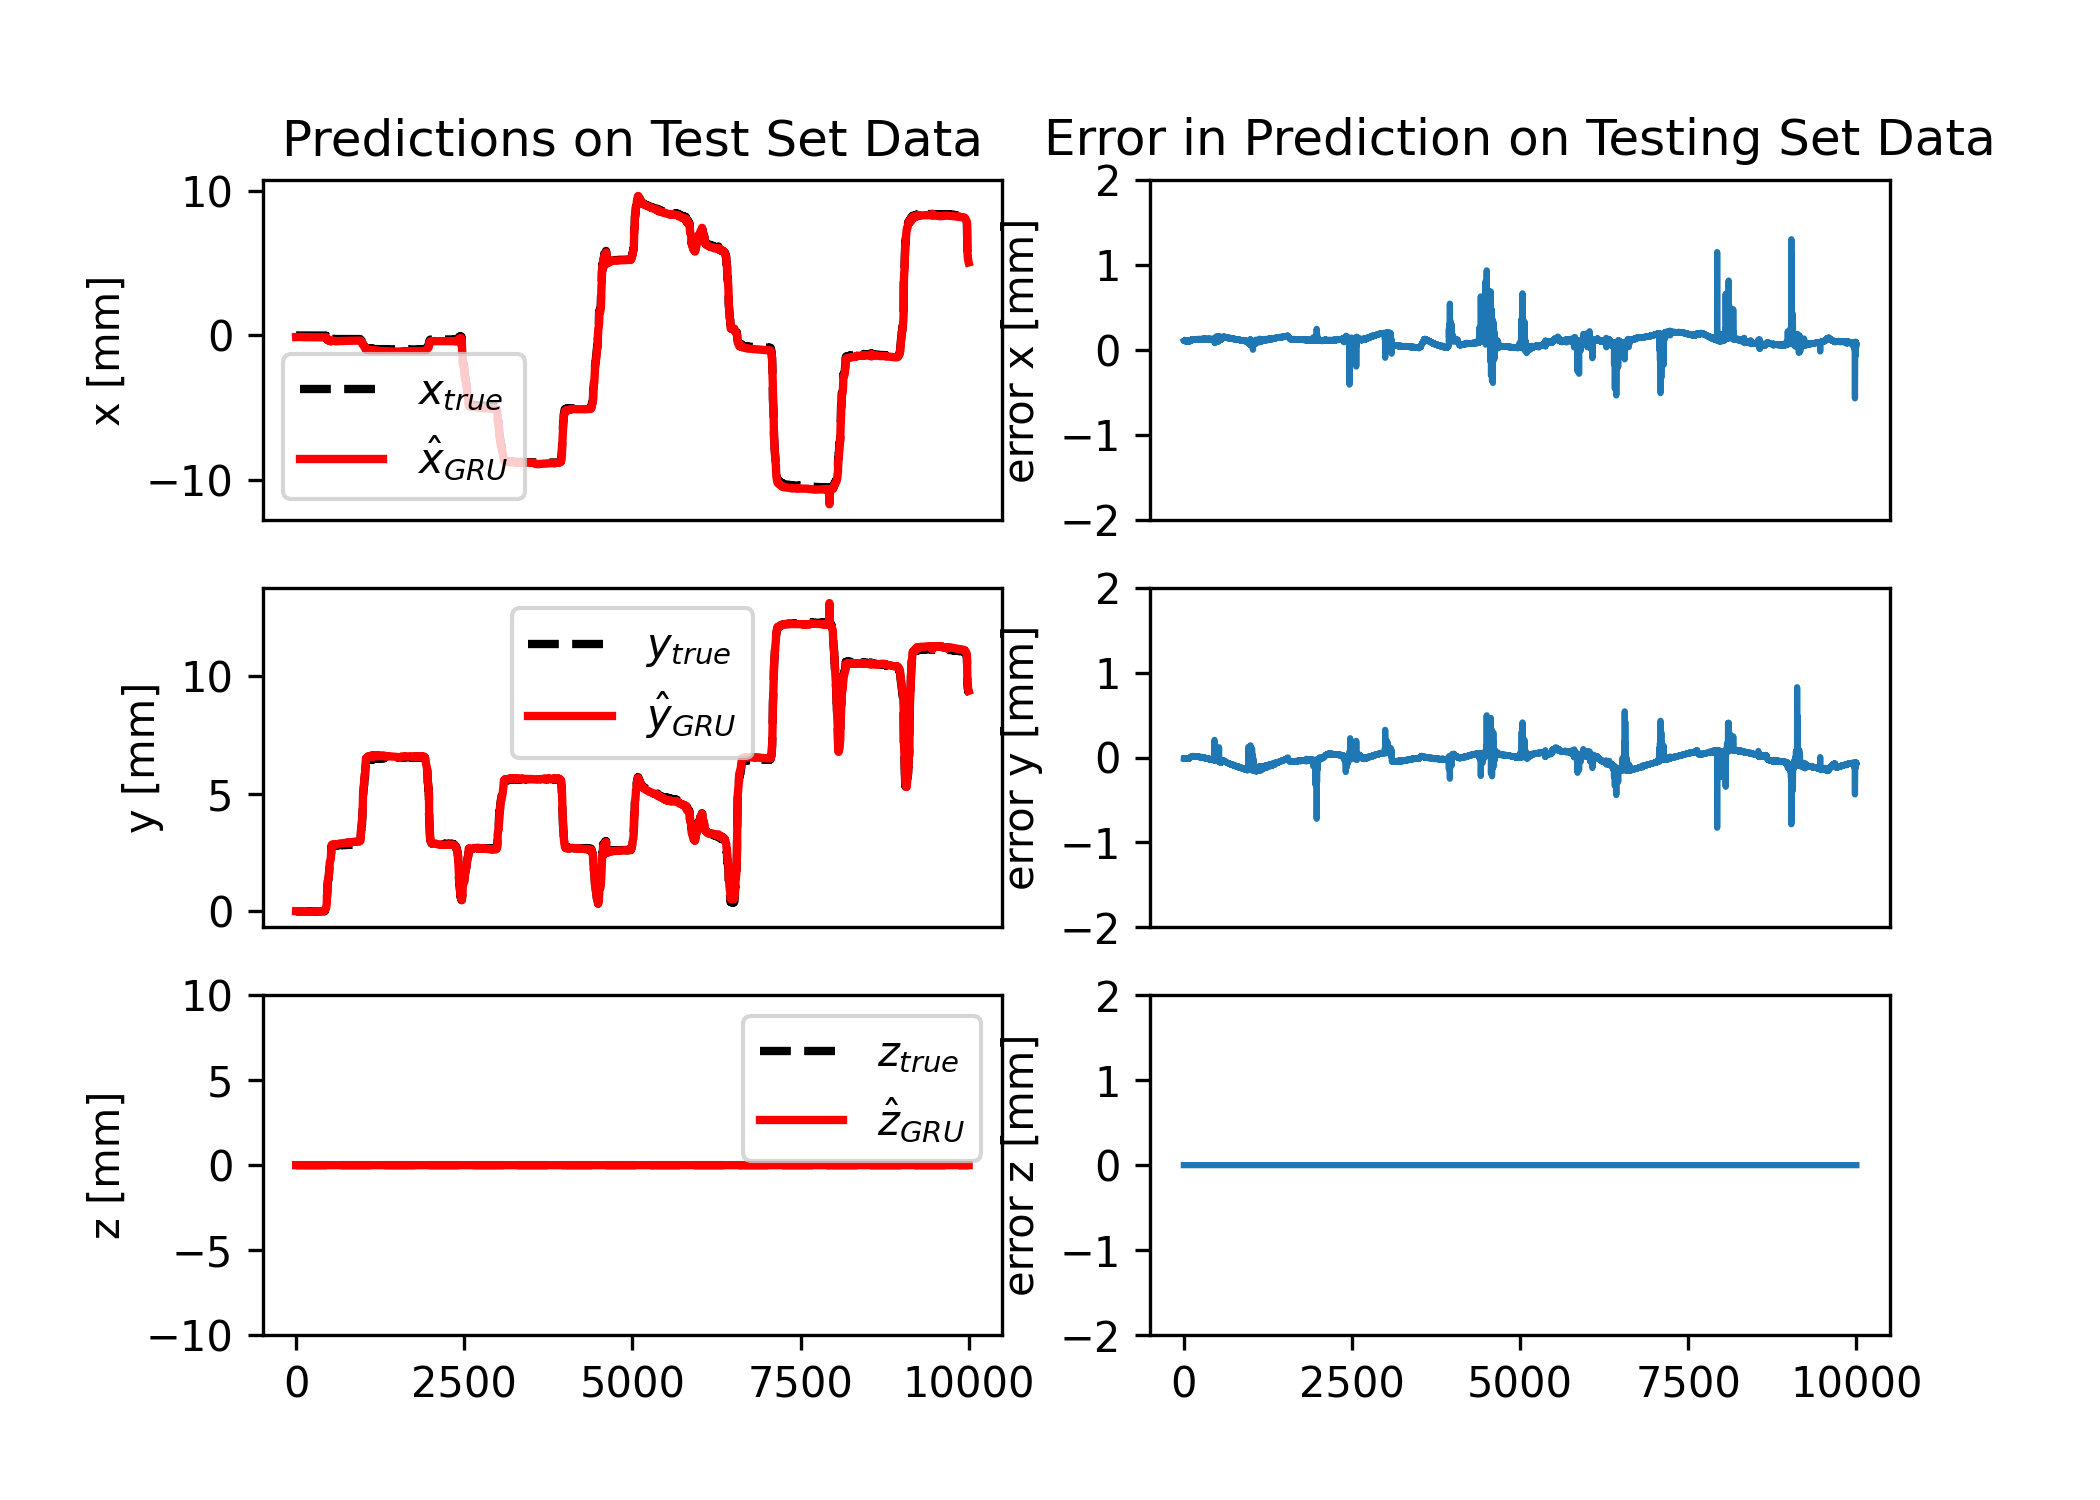 Predictions on Test Set Data
Error in Prediction on Testing Set Data
x [mm]
10
0
−10
x_true
x̂_GRU
error x [mm]
2
1
0
−1
−2
y [mm]
10
5
0
y_true
ŷ_GRU
error y [mm]
2
1
0
−1
−2
z [mm]
10
5
0
−5
−10
z_true
ẑ_GRU
0 2500 5000 7500 10000
error z [mm]
2
1
0
−1
−2
0 2500 5000 7500 10000